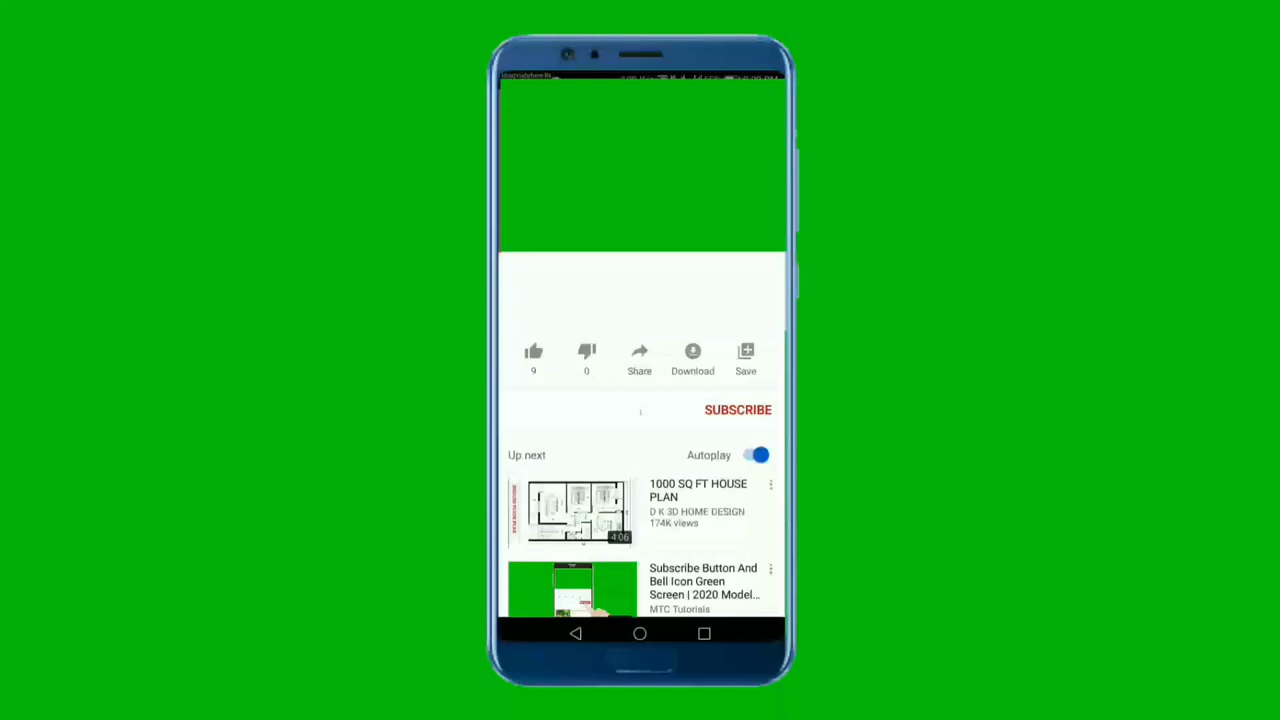 9
0
Share
Download
Save
SUBSCRIBE
Up next
Autoplay
1000 SQ FT HOUSE
PLAN
D K 3D HOME DESIGN
174K views
4:06
Subscribe Button And
Bell Icon Green
Screen | 2020 Model...
MTC Tutorials